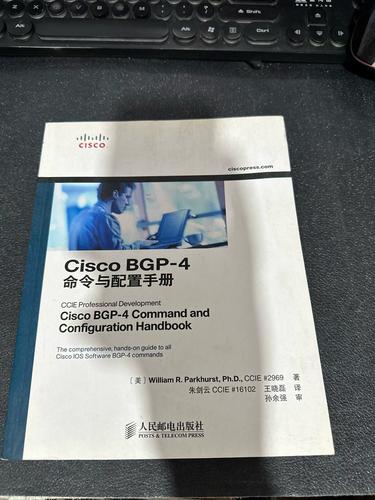 Shift
Alt
Ctrl
CISCO
ciscopress.com
Cisco BGP-4
命令与配置手册
CCIE Professional Development
Cisco BGP-4 Command and
Configuration Handbook
The comprehensive, hands-on guide to all
Cisco IOS Software BGP-4 commands
〔美〕William R. Parkhurst, Ph.D., CCIE #2969 著
朱剑云 CCIE #16102 王晓磊 译
孙余强 审
人民邮电出版社
POSTS & TELECOM PRESS